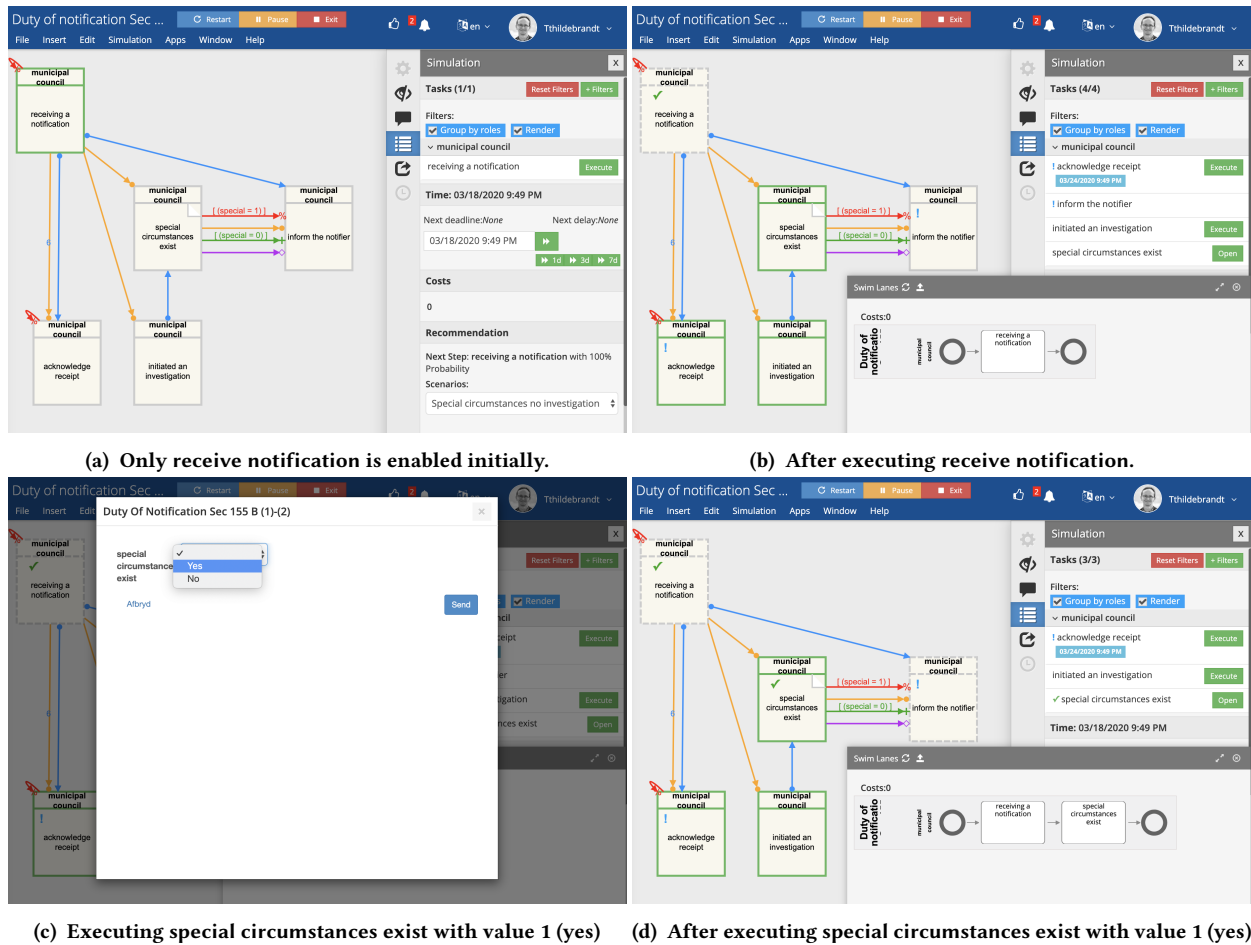 Duty of notification Sec ...
Restart
Pause
Exit
2
en
Tthildebrandt
File Insert Edit Simulation Apps Window Help
municipal
council
receiving a
notification
6
municipal
council
special
circumstances
exist
[ (special = 1) ]
%
[ (special = 0) ]
municipal
council
inform the notifier
municipal
council
acknowledge
receipt
municipal
council
initiated an
investigation
Simulation
X
Tasks (1/1)
Reset Filters
+ Filters
Filters:
Group by roles
Render
municipal council
receiving a notification
Execute
Time: 03/18/2020 9:49 PM
Next deadline:None
Next delay:None
03/18/2020 9:49 PM
1d
3d
7d
Costs
0
Recommendation
Next Step: receiving a notification with 100%
Probability
Scenarios:
Special circumstances no investigation
(a) Only receive notification is enabled initially.
Duty of notification Sec ...
Restart
Pause
Exit
2
en
Tthildebrandt
File Insert Edit Simulation Apps Window Help
municipal
council
receiving a
notification
6
municipal
council
special
circumstances
exist
[ (special = 1) ]
%
[ (special = 0) ]
municipal
council
!
inform the notifier
municipal
council
!
acknowledge
receipt
municipal
council
initiated an
investigation
Simulation
X
Tasks (4/4)
Reset Filters
+ Filters
Filters:
Group by roles
Render
municipal council
! acknowledge receipt
Execute
03/24/2020 9:49 PM
! inform the notifier
initiated an investigation
Execute
special circumstances exist
Open
Swim Lanes
Costs:0
Duty of
notificatio
municipal
council
receiving a
notification
(b) After executing receive notification.
Duty of notification Sec ...
Restart
Pause
Exit
2
en
Tthildebrandt
File Insert Edit
Duty Of Notification Sec 155 B (1)-(2)
×
special
circumstance
exist
Yes
No
Afbryd
Send
municipal
council
receiving a
notification
6
municipal
council
!
acknowledge
receipt
X
Reset Filters
+ Filters
Render
ncil
ceipt
Execute
er
tigation
Execute
nces exist
Open
(c) Executing special circumstances exist with value 1 (yes)
Duty of notification Sec ...
Restart
Pause
Exit
2
en
Tthildebrandt
File Insert Edit Simulation Apps Window Help
municipal
council
receiving a
notification
6
municipal
council
special
circumstances
exist
[ (special = 1) ]
%
[ (special = 0) ]
municipal
council
!
inform the notifier
municipal
council
!
acknowledge
receipt
municipal
council
initiated an
investigation
Simulation
X
Tasks (3/3)
Reset Filters
+ Filters
Filters:
Group by roles
Render
municipal council
! acknowledge receipt
Execute
03/24/2020 9:49 PM
initiated an investigation
Execute
special circumstances exist
Open
Time: 03/18/2020 9:49 PM
Swim Lanes
Costs:0
Duty of
notificatio
municipal
council
receiving a
notification
special
circumstances
exist
(d) After executing special circumstances exist with value 1 (yes)